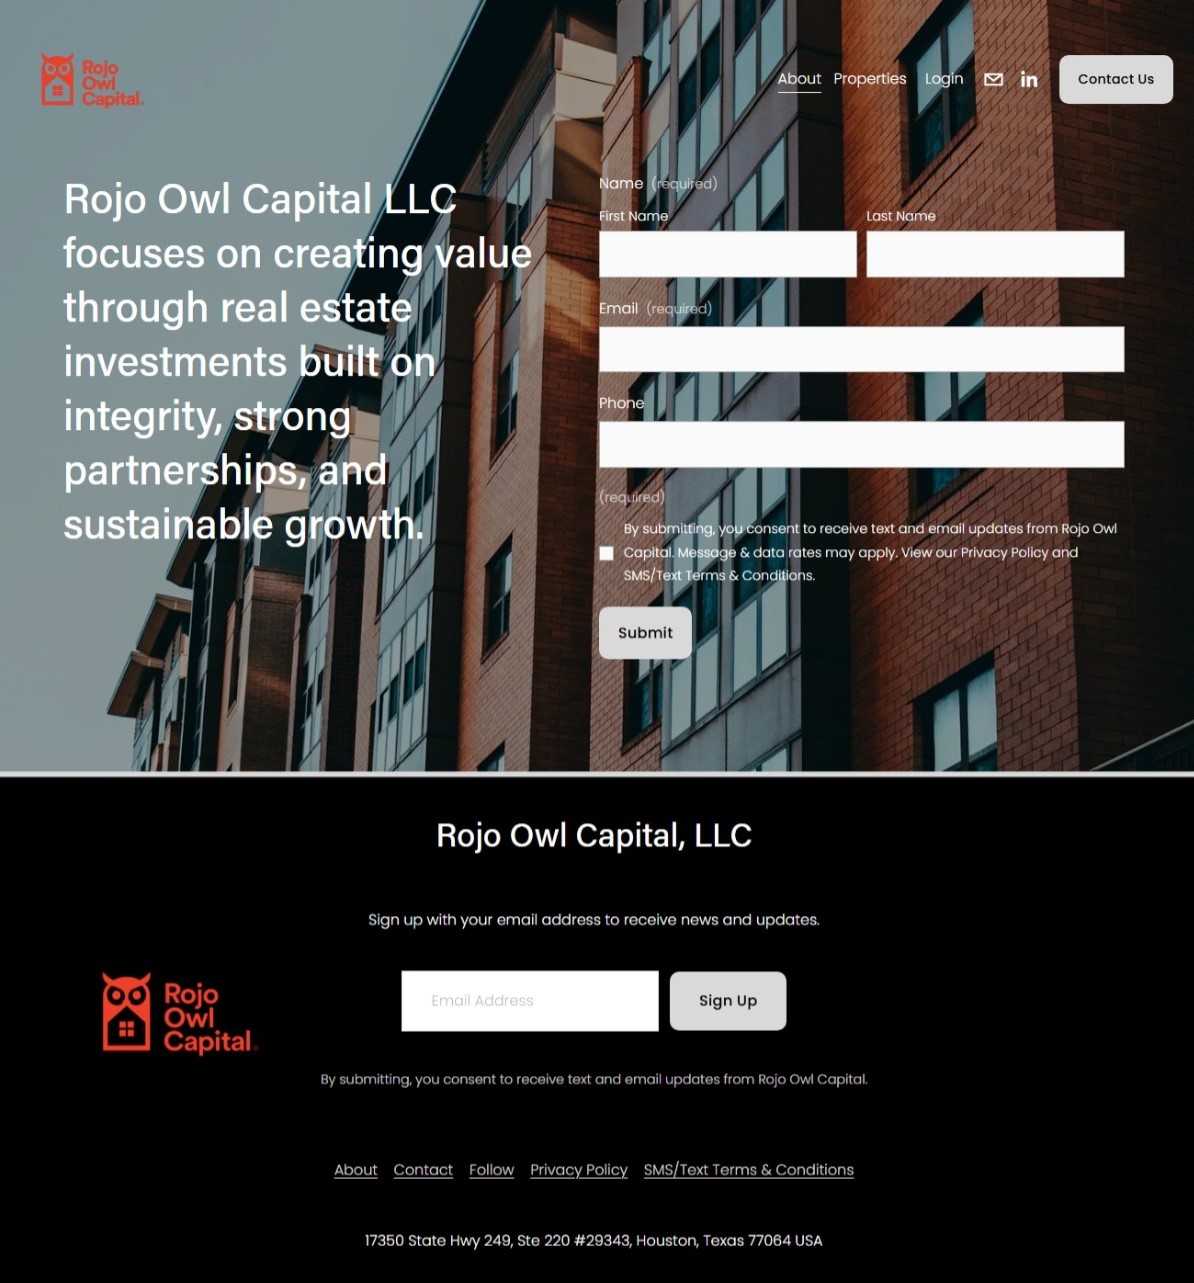 Rojo
Owl
Capital.
About Properties Login in Contact Us
Rojo Owl Capital LLC
focuses on creating value
through real estate
investments built on
integrity, strong
partnerships, and
sustainable growth.
Name (required)
First Name Last Name
Email (required)
Phone
(required)
By submitting, you consent to receive text and email updates from Rojo Owl
Capital. Message & data rates may apply. View our Privacy Policy and
SMS/Text Terms & Conditions.
Submit
Rojo Owl Capital, LLC
Sign up with your email address to receive news and updates.
Rojo
Owl
Capital.
Email Address Sign Up
By submitting, you consent to receive text and email updates from Rojo Owl Capital.
About Contact Follow Privacy Policy SMS/Text Terms & Conditions
17350 State Hwy 249, Ste 220 #29343, Houston, Texas 77064 USA